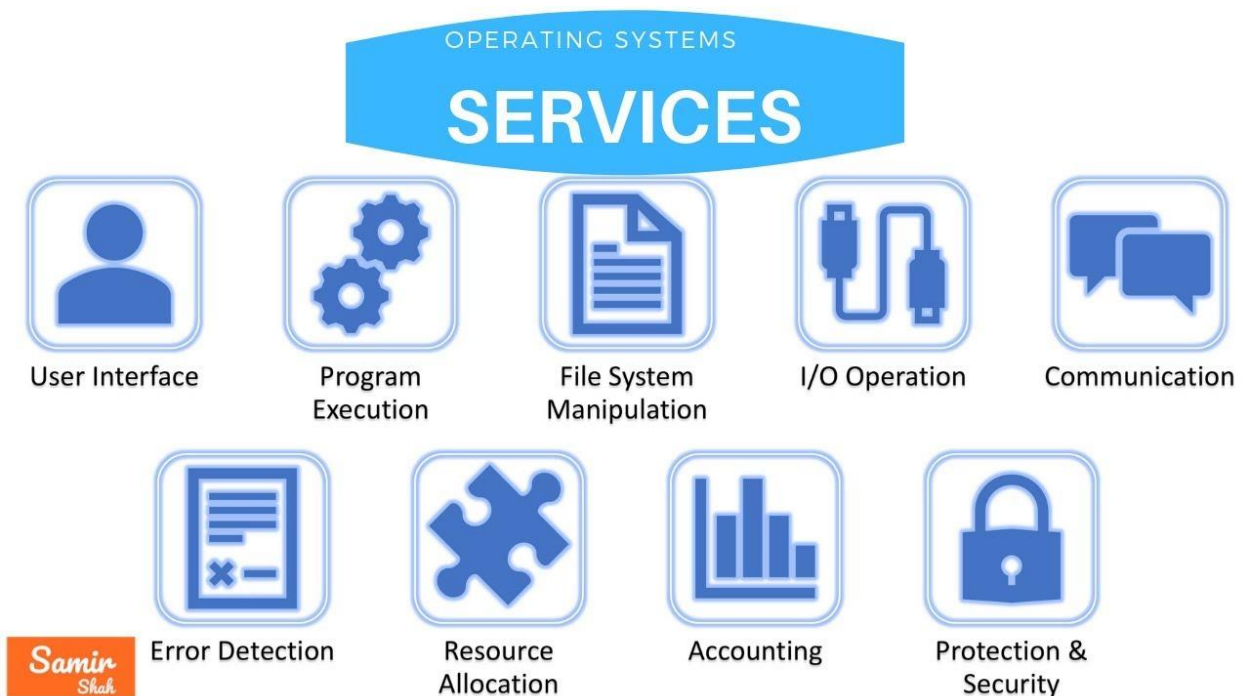 OPERATING SYSTEMS
SERVICES
User Interface
Program
Execution
File System
Manipulation
I/O Operation
Communication
Error Detection
Resource
Allocation
Accounting
Protection &
Security
Samir
Shah